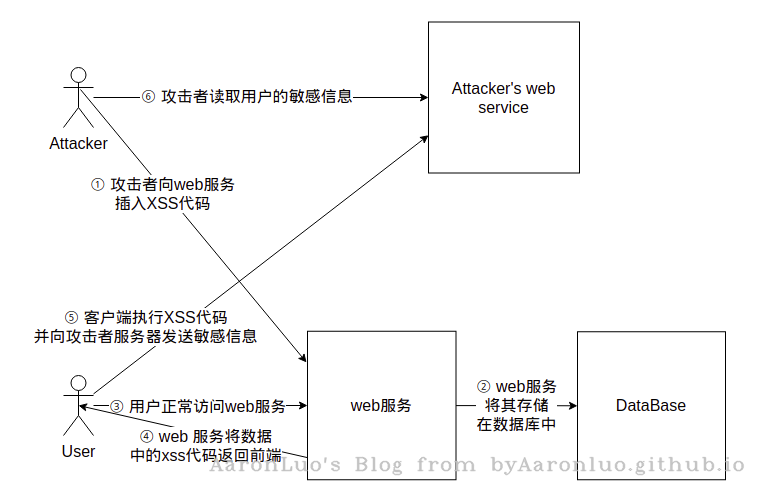 Attacker's web
service
⑥ 攻击者读取用户的敏感信息
Attacker
① 攻击者向web服务
插入XSS代码
⑤ 客户端执行XSS代码
并向攻击者服务器发送敏感信息
② web服务
将其存储
在数据库中
web服务
DataBase
③ 用户正常访问web服务
④ web 服务将数据
中的xss代码返回前端
User
AaronLuo's Blog from byAaronluo.github.io